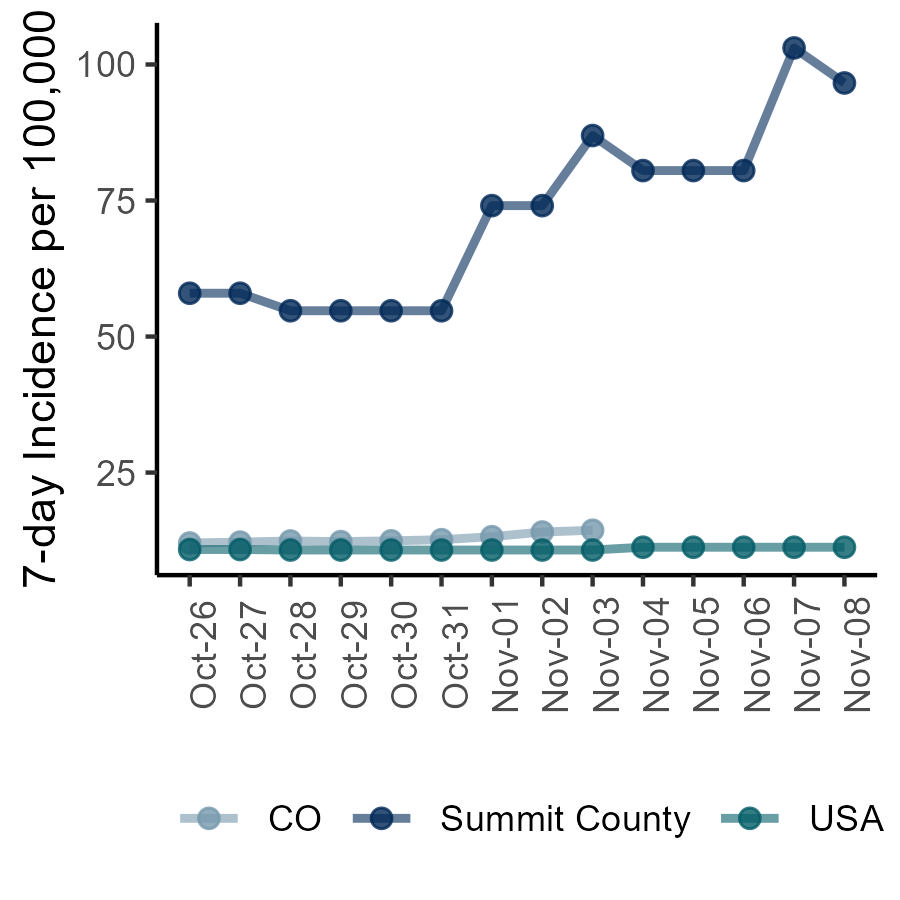 7-day Incidence per 100,000
100
75
50
25
Oct-26
Oct-27
Oct-28
Oct-29
Oct-30
Oct-31
Nov-01
Nov-02
Nov-03
Nov-04
Nov-05
Nov-06
Nov-07
Nov-08
CO Summit County USA